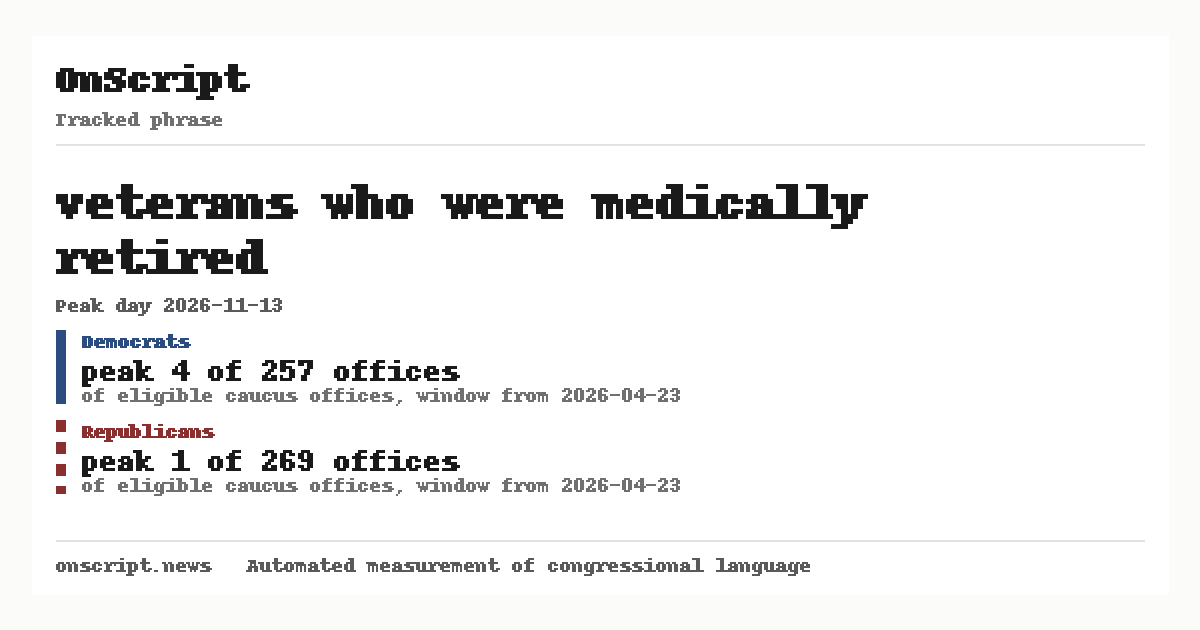 OnScript
Tracked phrase
veterans who were medically
retired
Peak day 2026-11-13
Democrats
peak 4 of 257 offices
of eligible caucus offices, window from 2026-04-23
Republicans
peak 1 of 269 offices
of eligible caucus offices, window from 2026-04-23
onscript.news Automated measurement of congressional language